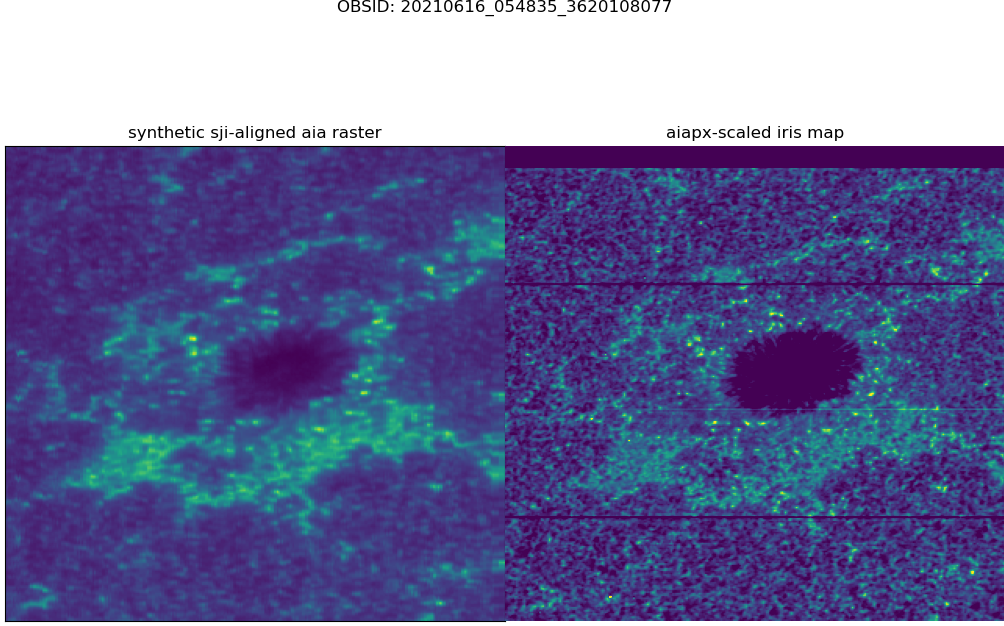 OBSID: 20210616_054835_3620108077
synthetic sji-aligned aia raster
aiapx-scaled iris map